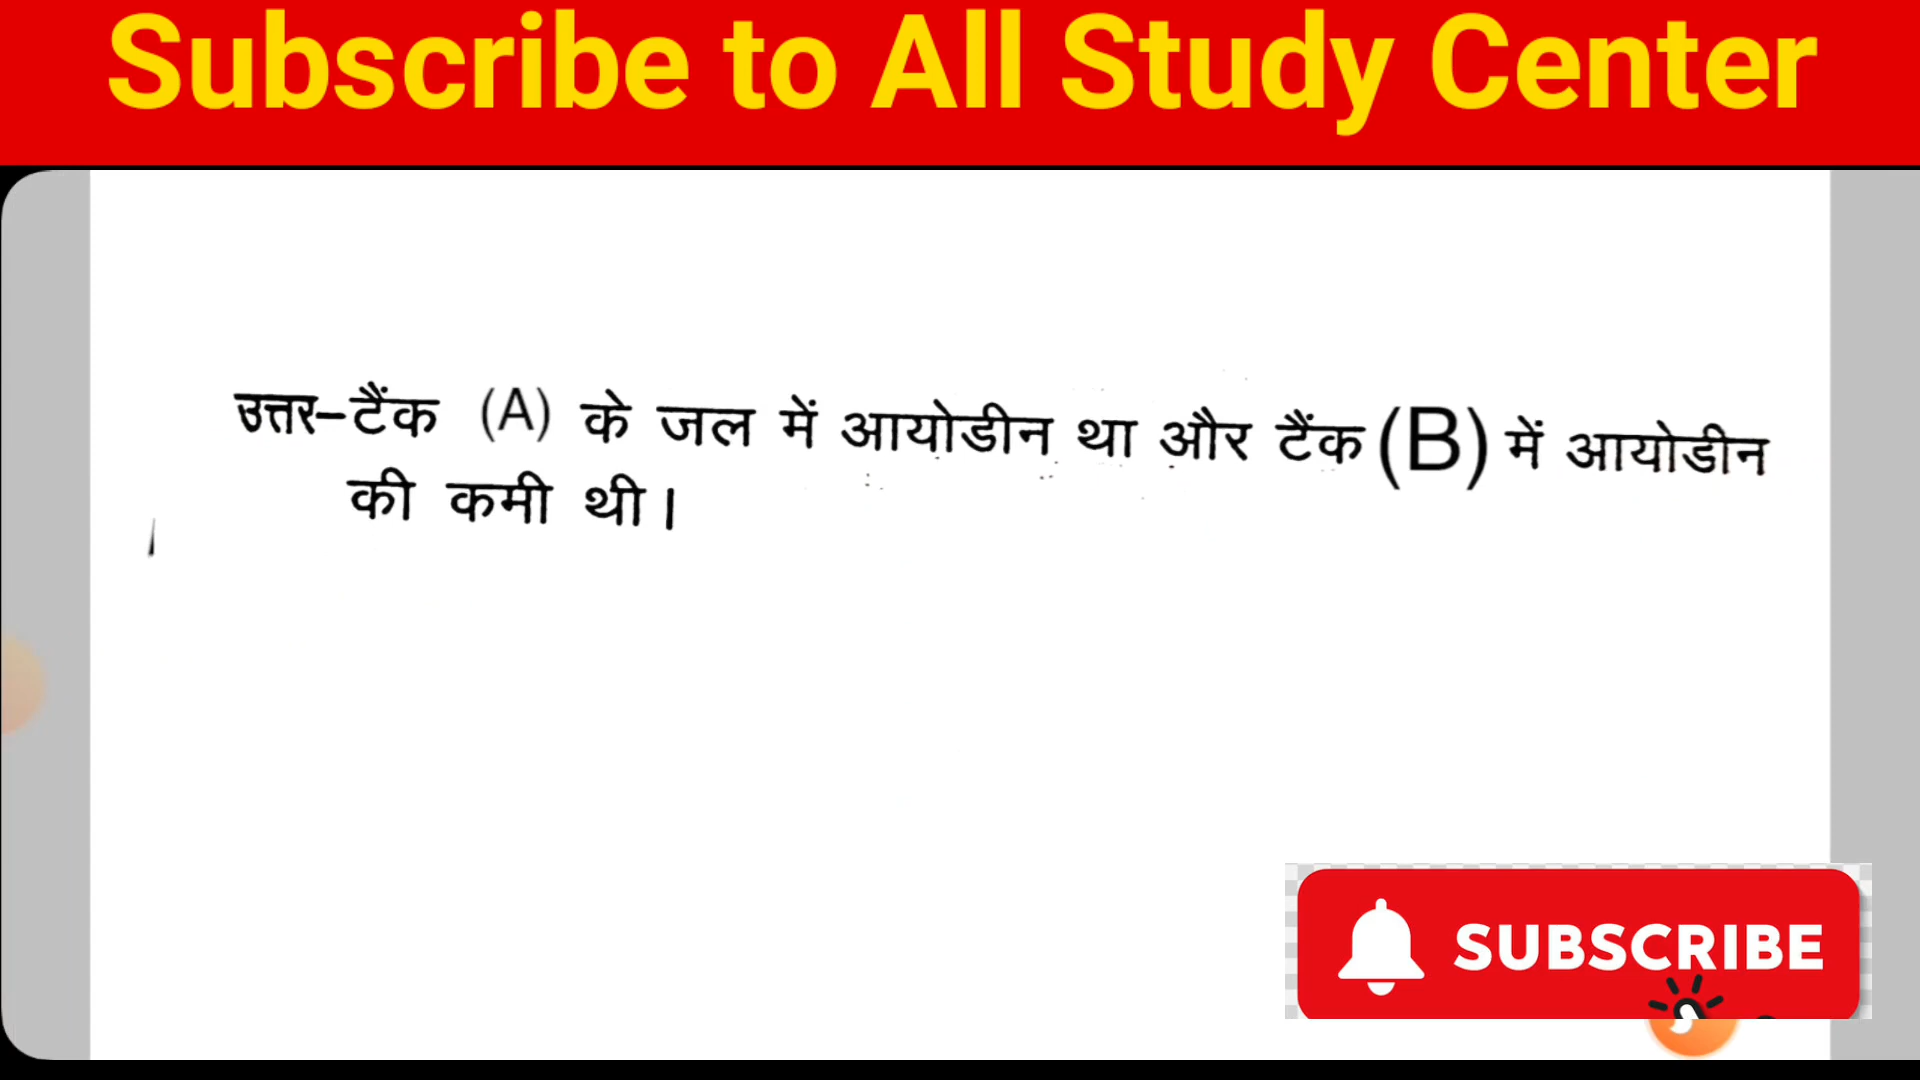 Subscribe to All Study Center
उत्तर–टैंक (A) के जल में आयोडीन था और टैंक (B) में आयोडीन
की कमी थी।
SUBSCRIBE